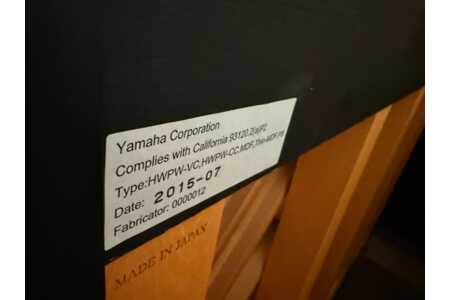 Yamaha Corporation
Complies with California 93120.2(a)P2
Type:HWPW-VC,HWPW-CC,MDF,Thin-MDF,PB
Date: 2015-07
Fabricator: 0000012
MADE IN JAPAN